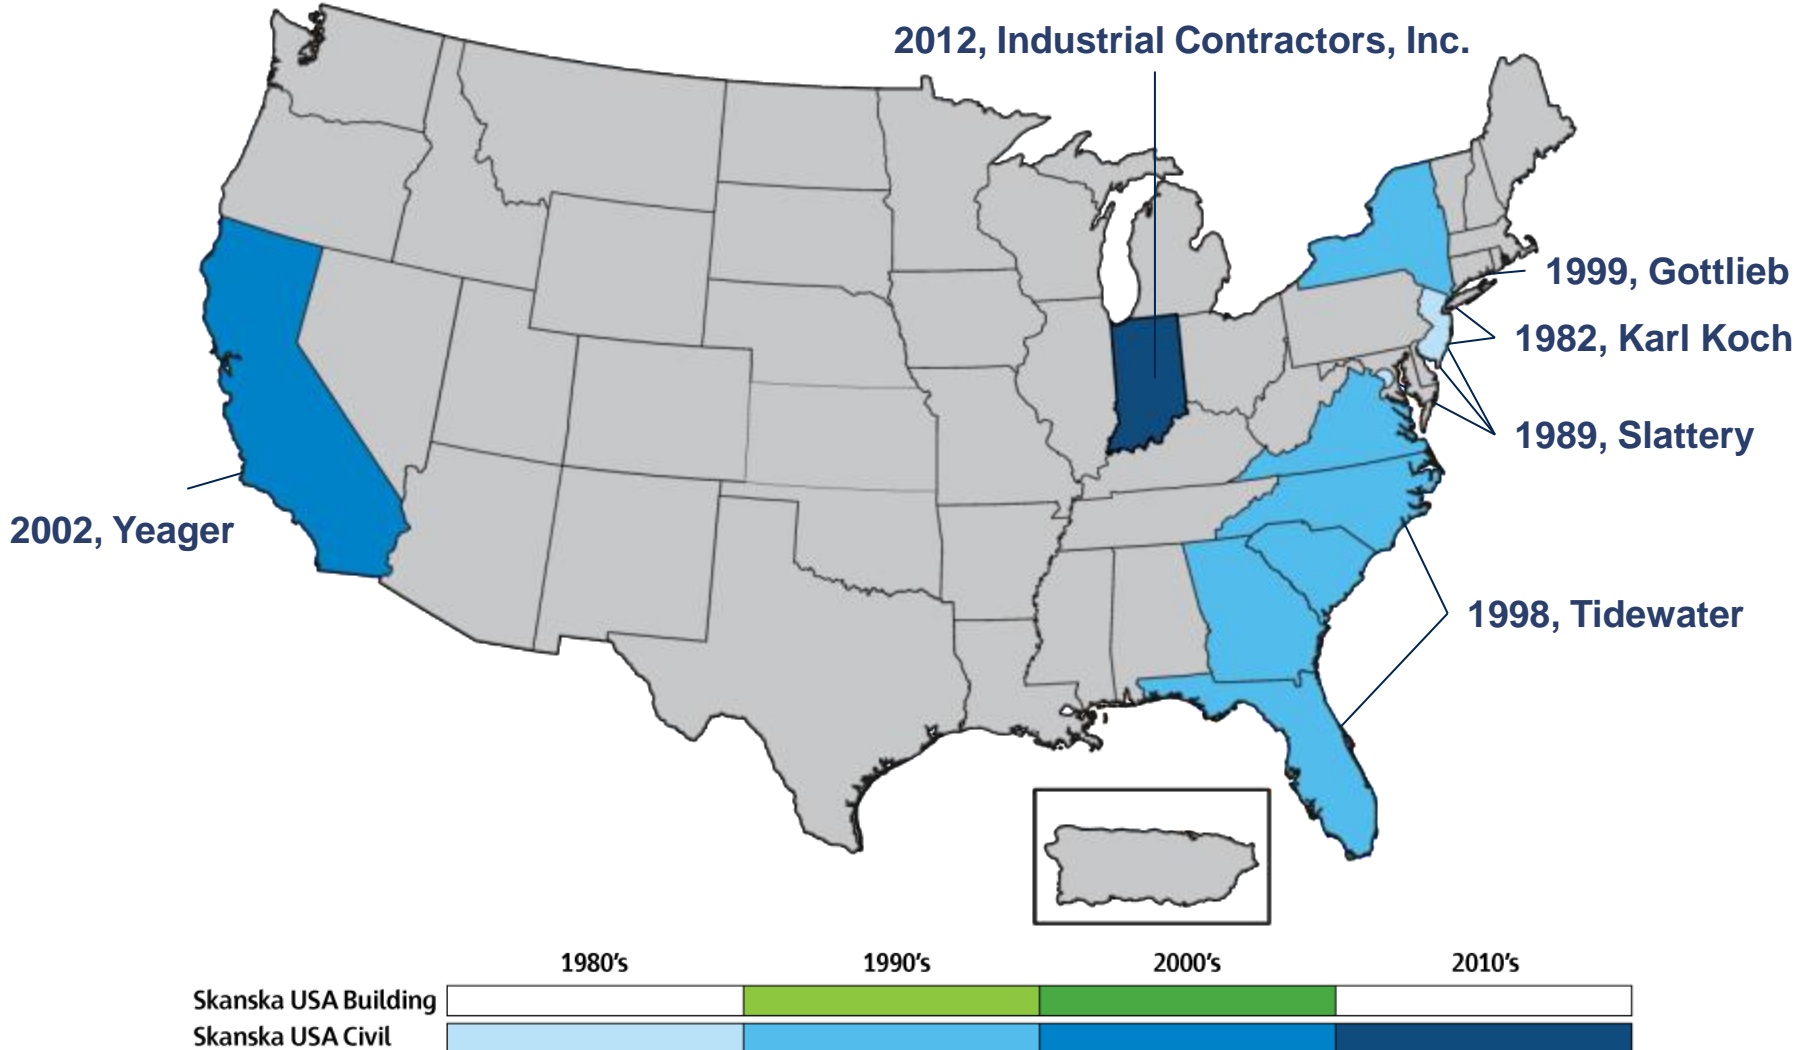 2012, Industrial Contractors, Inc.
1999, Gottlieb
1982, Karl Koch
1989, Slattery
2002, Yeager
1998, Tidewater
1980's 1990's 2000's 2010's
Skanska USA Building
Skanska USA Civil